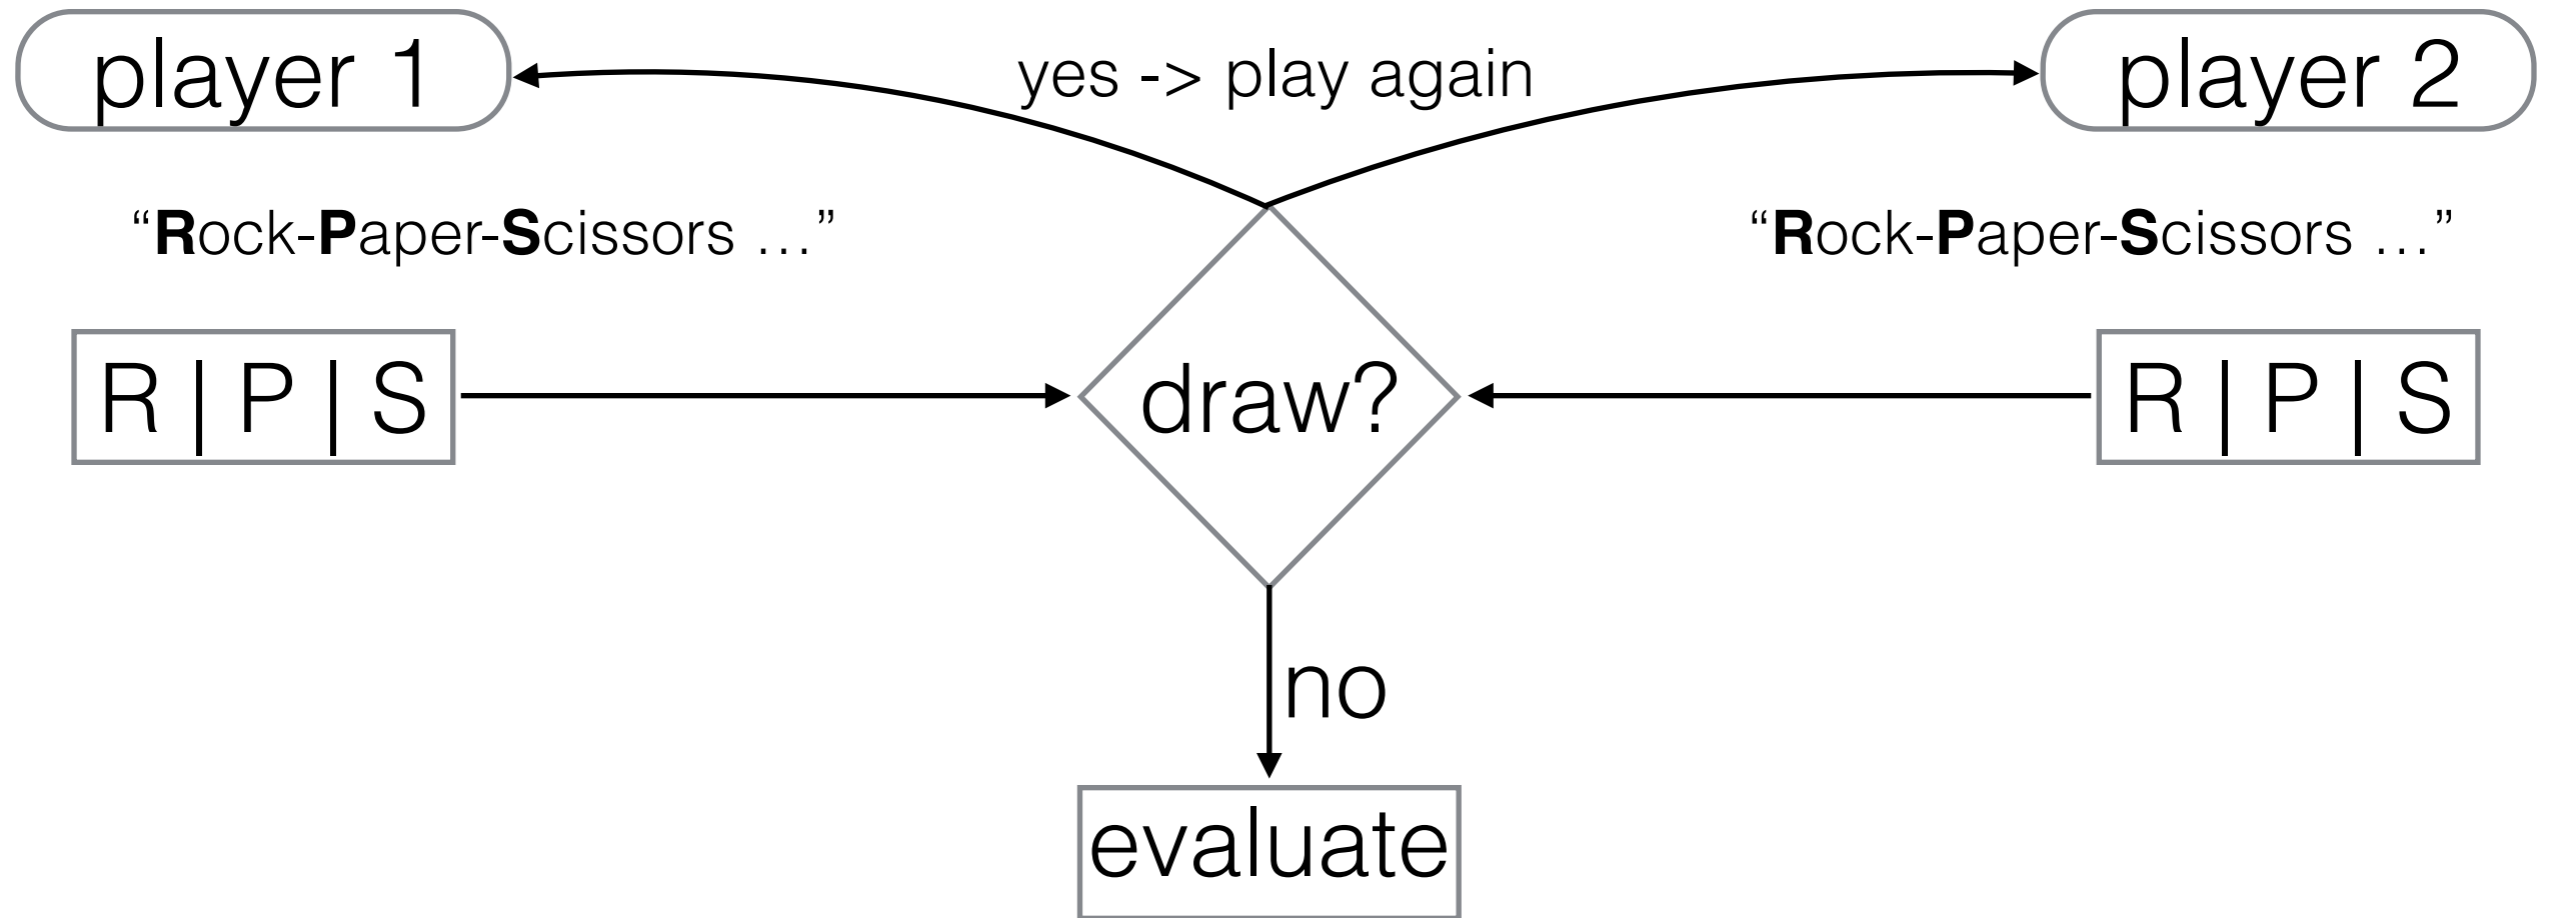 player 1
yes -> play again
player 2
“Rock-Paper-Scissors …”
“Rock-Paper-Scissors …”
R | P | S
draw?
R | P | S
no
evaluate